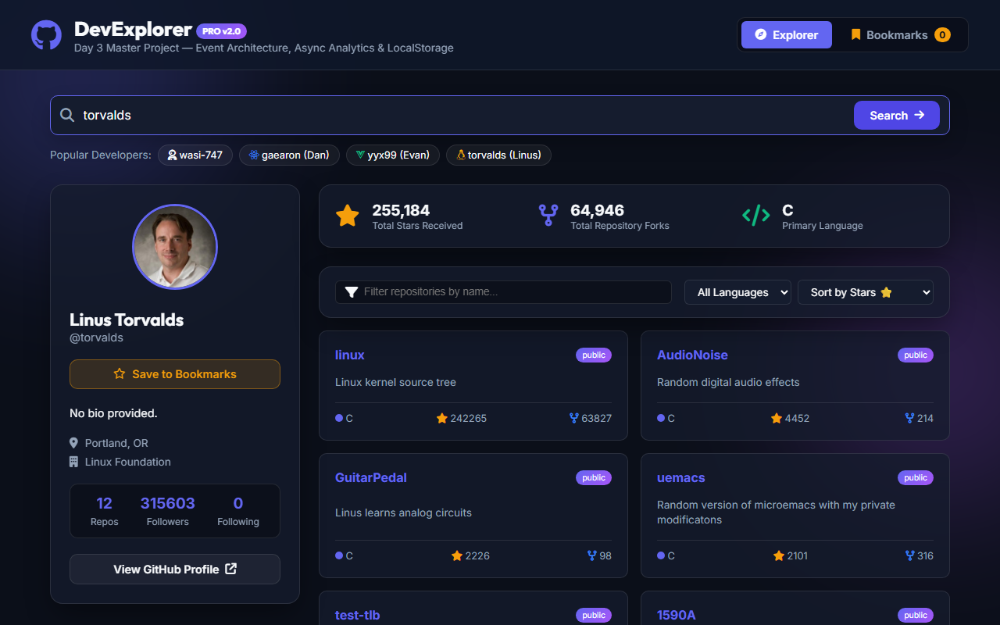 DevExplorer PRO v2.0
Day 3 Master Project — Event Architecture, Async Analytics & LocalStorage
Explorer
Bookmarks 0
torvalds
Search
Popular Developers: wasi-747 gaearon (Dan) yyx99 (Evan) torvalds (Linus)
Linus Torvalds
@torvalds
Save to Bookmarks
No bio provided.
Portland, OR
Linux Foundation
12 315603 0
Repos Followers Following
View GitHub Profile
255,184
Total Stars Received
64,946
Total Repository Forks
C
Primary Language
Filter repositories by name...
All Languages
Sort by Stars ⭐
linux public
Linux kernel source tree
C 242265 63827
AudioNoise public
Random digital audio effects
C 4452 214
GuitarPedal public
Linus learns analog circuits
C 2226 98
uemacs public
Random version of microemacs with my private
modificatons
C 2101 316
test-tlb public
1590A public